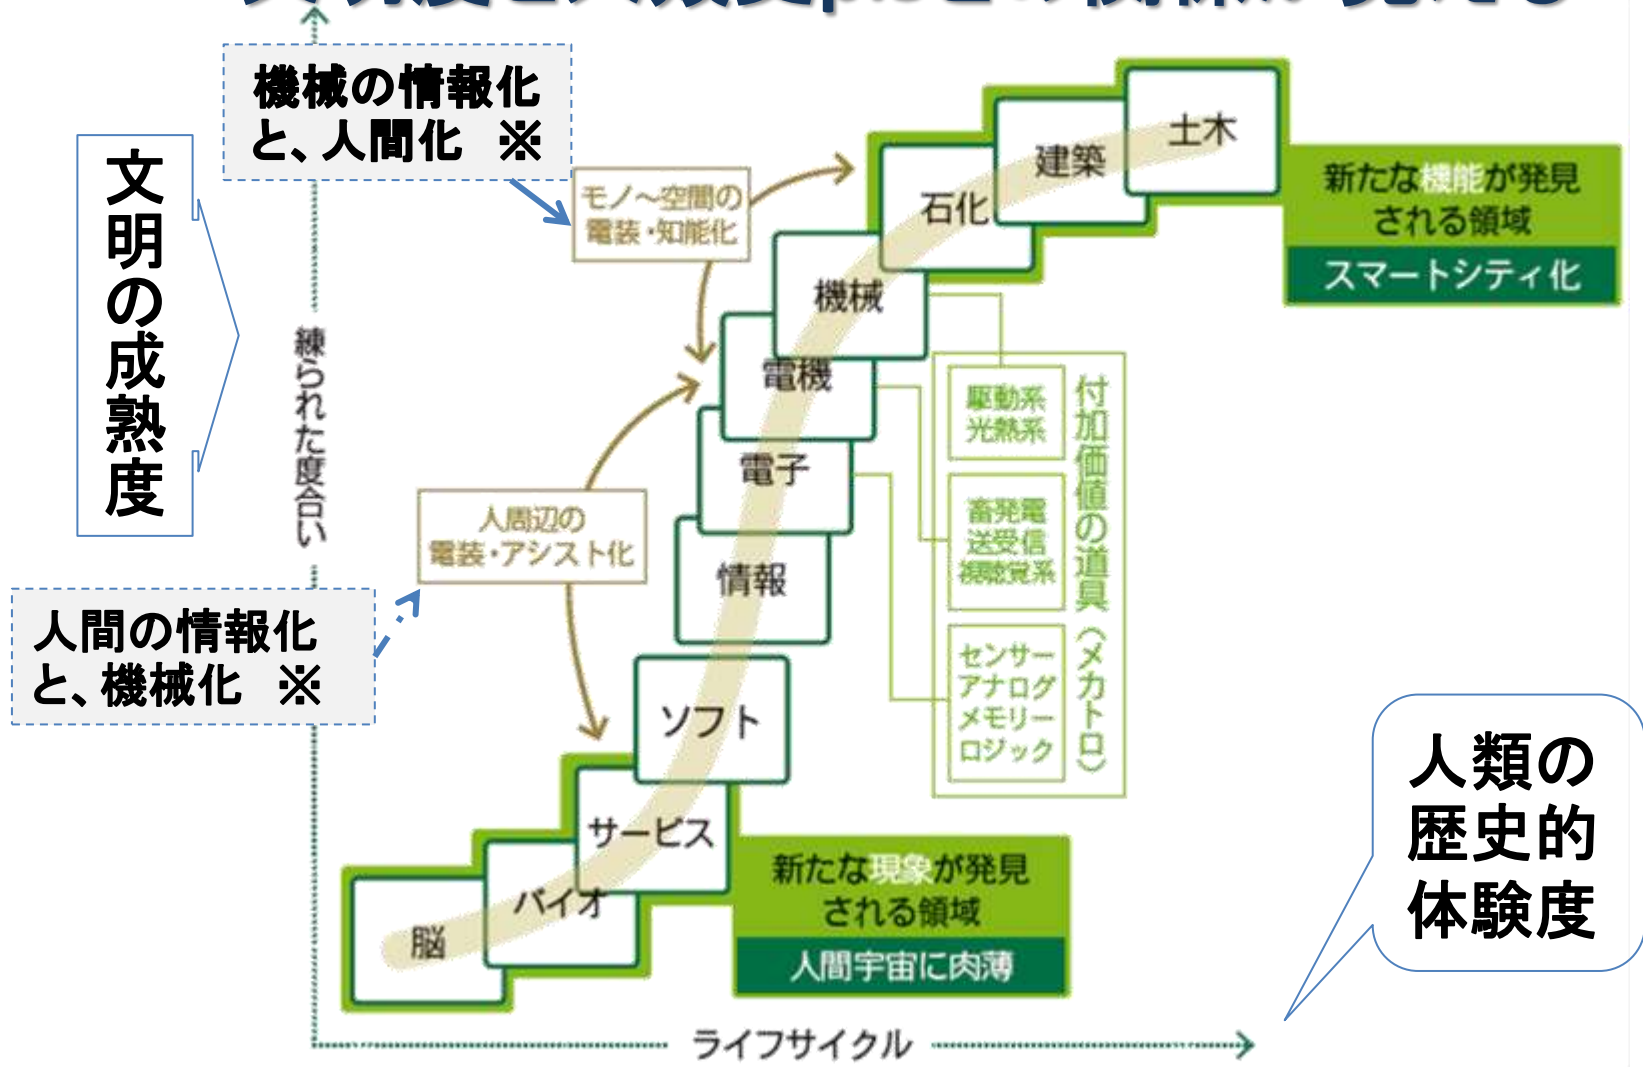 機械の情報化
と、人間化　※
文明の成熟度
モノ～空間の
電装・知能化
土木
建築
石化
機械
電機
電子
情報
ソフト
サービス
バイオ
脳
新たな機能が発見
される領域
スマートシティ化
練られた度合い
駆動系
光熱系
畜発電
送受信
視聴覚系
センサー
アナログ
メモリー
ロジック
付加価値の道具（メカトロ）
人周辺の
電装・アシスト化
人間の情報化
と、機械化　※
新たな現象が発見
される領域
人間宇宙に肉薄
人類の
歴史的
体験度
ライフサイクル